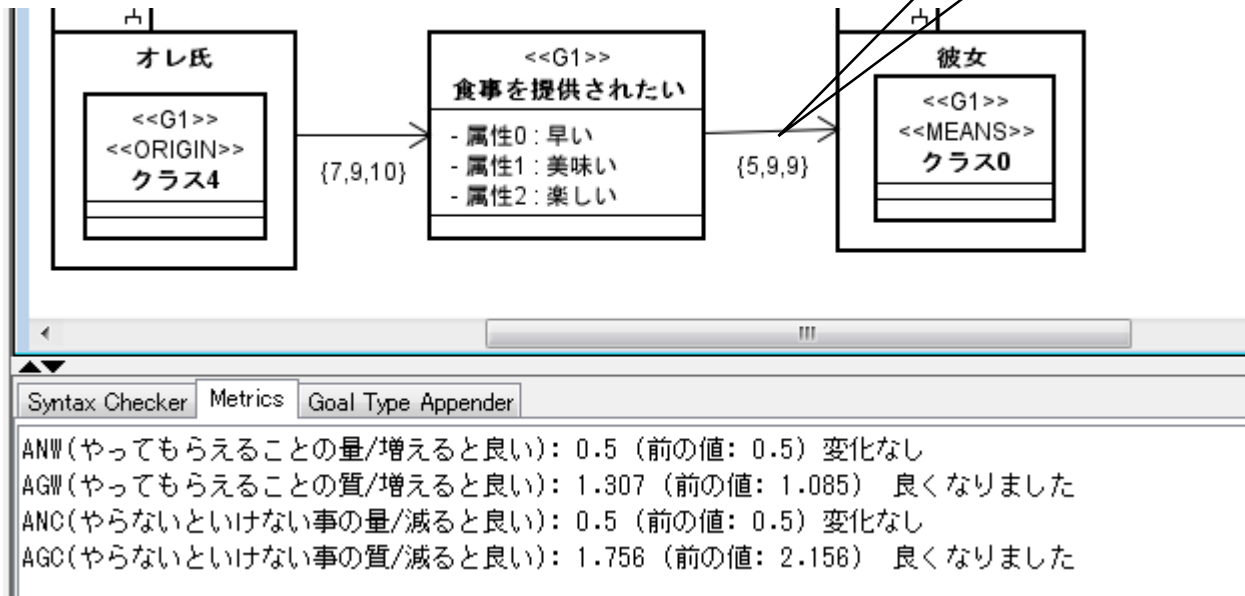 オレ氏
<<G1>>
<<ORIGIN>>
クラス4
{7,9,10}
<<G1>>
食事を提供されたい
- 属性0 : 早い
- 属性1 : 美味い
- 属性2 : 楽しい
{5,9,9}
彼女
<<G1>>
<<MEANS>>
クラス0
Syntax Checker Metrics Goal Type Appender
ANW(やってもらえることの量/増えると良い): 0.5 (前の値: 0.5) 変化なし
AGW(やってもらえることの質/増えると良い): 1.307 (前の値: 1.085) 良くなりました
ANC(やらないといけない事の量/減ると良い): 0.5 (前の値: 0.5) 変化なし
AGC(やらないといけない事の質/減ると良い): 1.756 (前の値: 2.156) 良くなりました